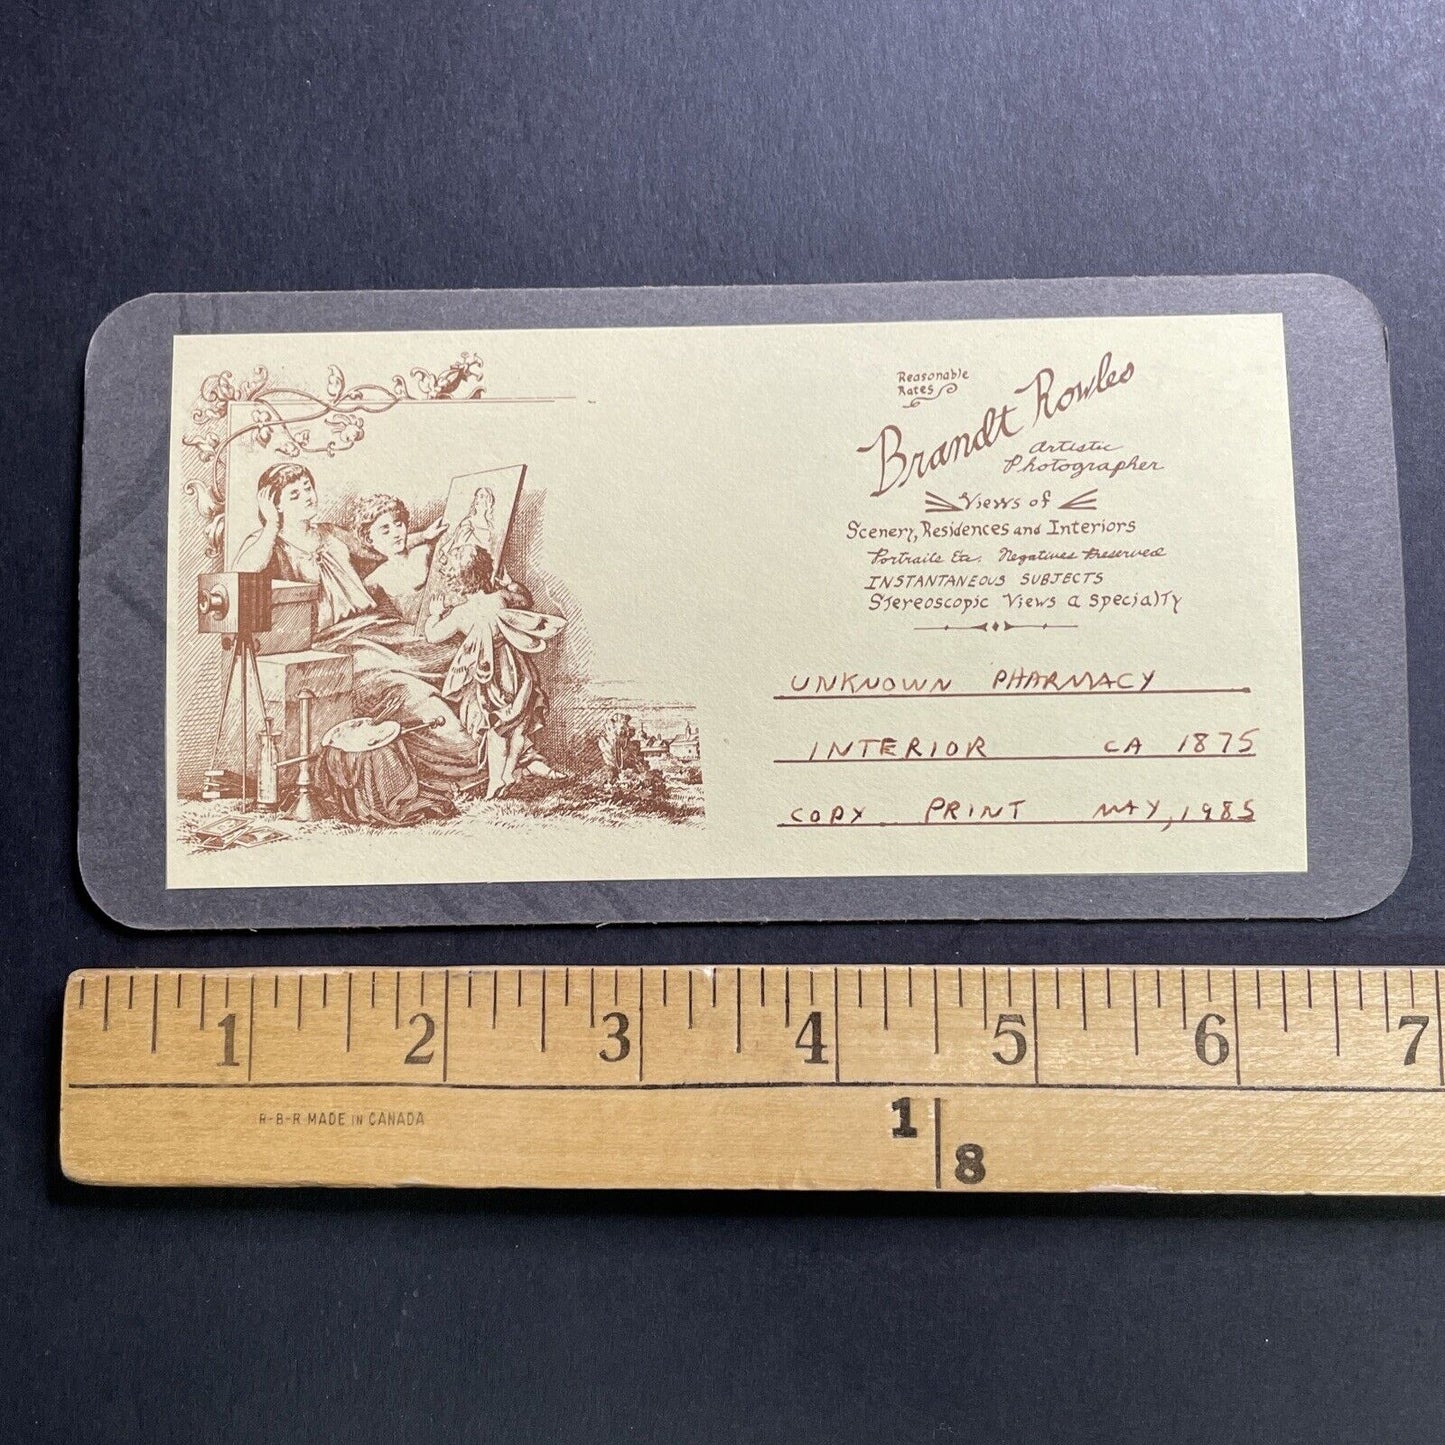 Reasonable
Rates
Brandt Rowles
Artistic
Photographer
Views of
Scenery, Residences and Interiors
Portraits Etc. Negatives Preserved
INSTANTANEOUS SUBJECTS
Stereoscopic Views a specialty
UNKNOWN PHARMACY
INTERIOR CA 1875
COPY PRINT MAY, 1985
1 2 3 4 5 6 7
R-B-R MADE IN CANADA
1
8